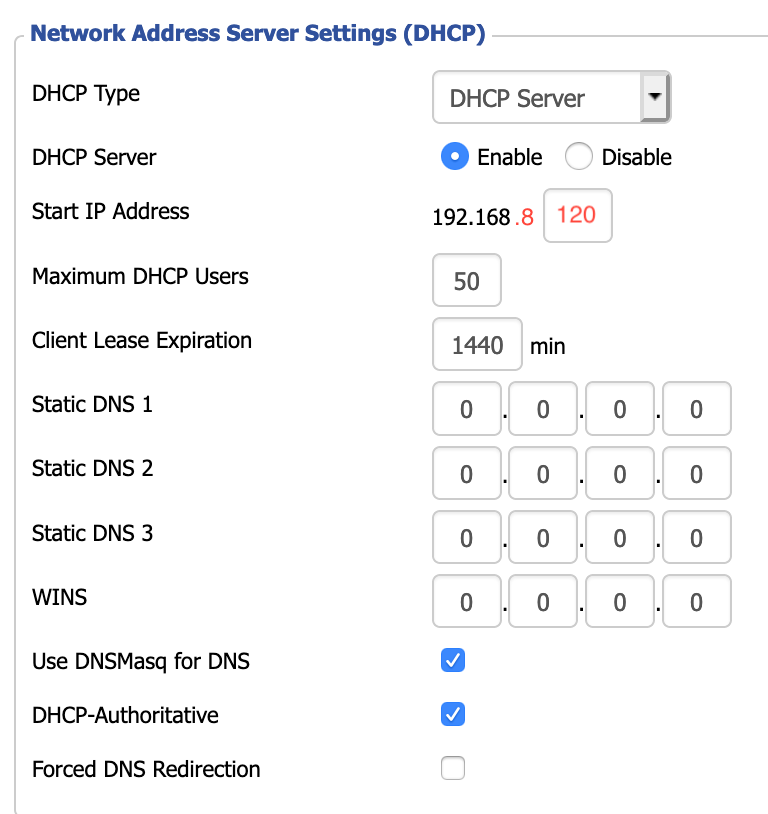 Network Address Server Settings (DHCP)
DHCP Type DHCP Server
DHCP Server Enable Disable
Start IP Address 192.168 .8 120
Maximum DHCP Users 50
Client Lease Expiration 1440 min
Static DNS 1 0 . 0 . 0 . 0
Static DNS 2 0 . 0 . 0 . 0
Static DNS 3 0 . 0 . 0 . 0
WINS 0 . 0 . 0 . 0
Use DNSMasq for DNS
DHCP-Authoritative
Forced DNS Redirection